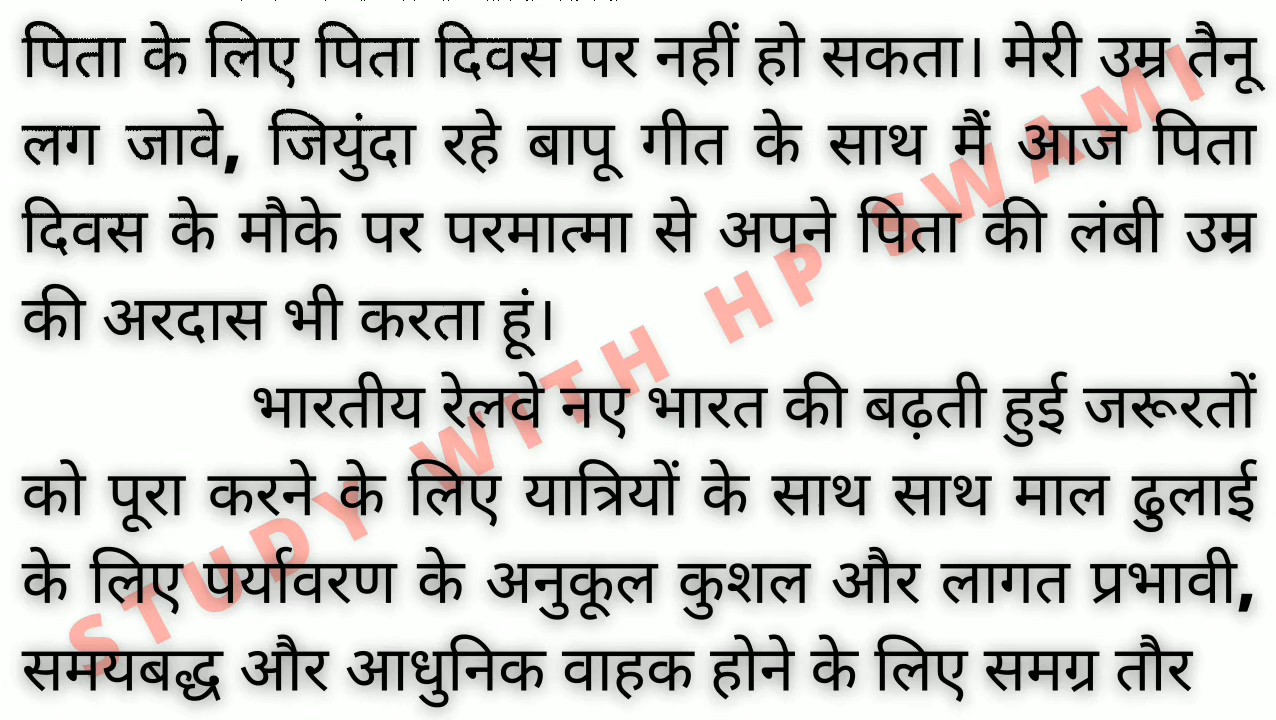 पिता के लिए पिता दिवस पर नहीं हो सकता। मेरी उम्र तैनू
लग जावे, जियुंदा रहे बापू गीत के साथ मैं आज पिता
दिवस के मौके पर परमात्मा से अपने पिता की लंबी उम्र
की अरदास भी करता हूं।
भारतीय रेलवे नए भारत की बढ़ती हुई जरूरतों
को पूरा करने के लिए यात्रियों के साथ साथ माल ढुलाई
के लिए पर्यावरण के अनुकूल कुशल और लागत प्रभावी,
समयबद्ध और आधुनिक वाहक होने के लिए समग्र तौर
STUDY WITH HP SWAMI